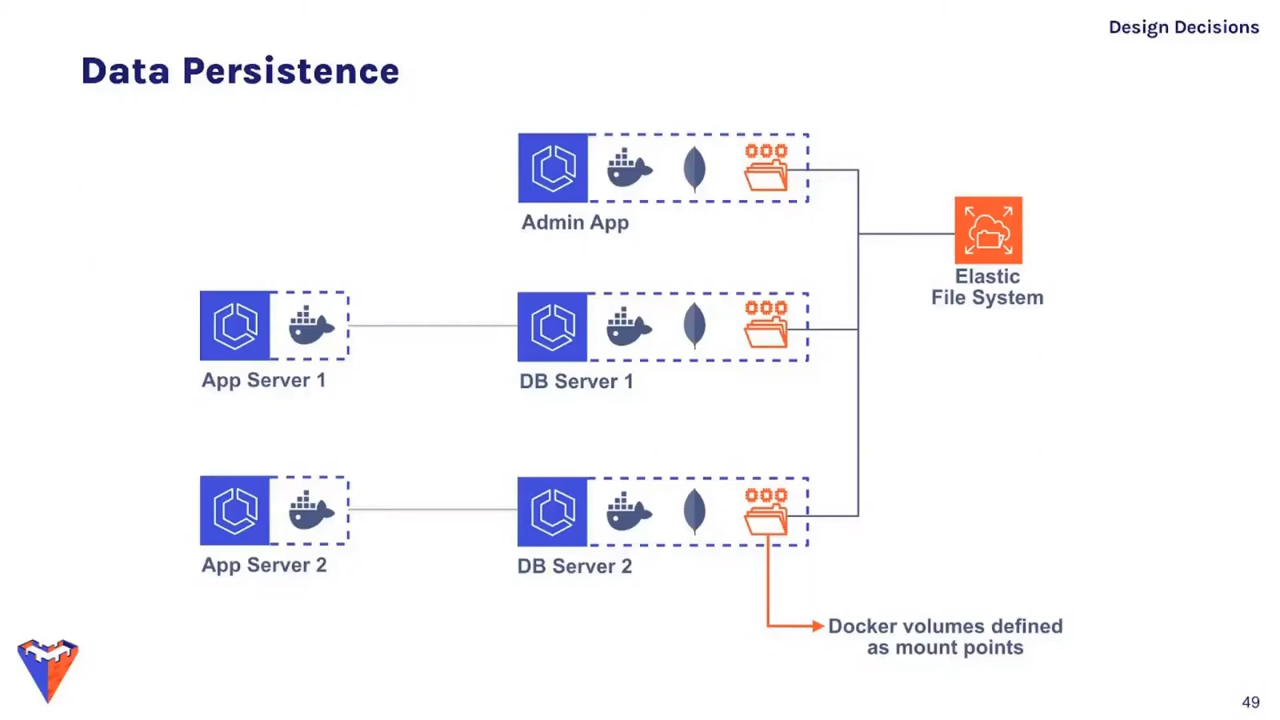 Design Decisions
Data Persistence
Admin App
Elastic
File System
App Server 1
DB Server 1
App Server 2
DB Server 2
Docker volumes defined
as mount points
49